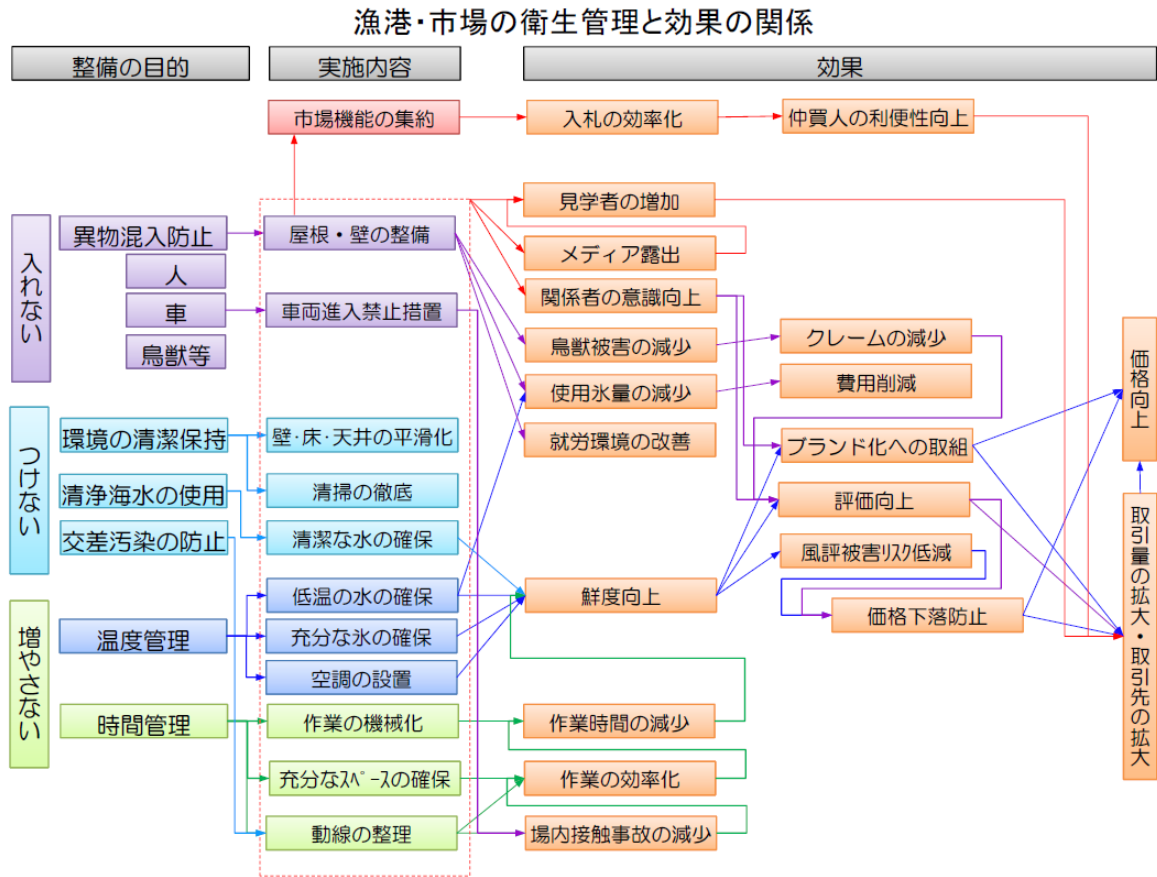 漁港・市場の衛生管理と効果の関係
整備の目的
実施内容
効果
市場機能の集約
入札の効率化
仲買人の利便性向上
入れない
異物混入防止
人
車
鳥獣等
屋根・壁の整備
車両進入禁止措置
見学者の増加
メディア露出
関係者の意識向上
鳥獣被害の減少
使用氷量の減少
就労環境の改善
クレームの減少
費用削減
ブランド化への取組
評価向上
風評被害リスク低減
価格下落防止
価格向上
取引量の拡大・取引先の拡大
つけない
環境の清潔保持
清浄海水の使用
交差汚染の防止
壁・床・天井の平滑化
清掃の徹底
清潔な水の確保
増やさない
温度管理
時間管理
低温の水の確保
充分な氷の確保
空調の設置
作業の機械化
充分なスペースの確保
動線の整理
鮮度向上
作業時間の減少
作業の効率化
場内接触事故の減少